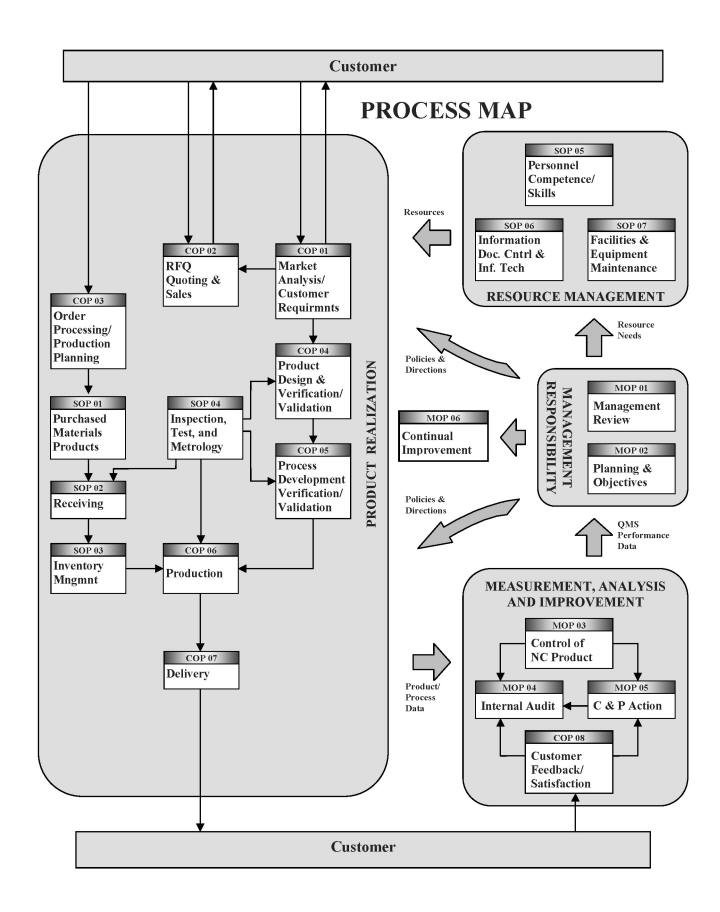 Customer
PROCESS MAP
COP 02
RFQ
Quoting &
Sales
COP 01
Market
Analysis/
Customer
Requirmnts
COP 03
Order
Processing/
Production
Planning
COP 04
Product
Design &
Verification/
Validation
SOP 01
Purchased
Materials
Products
SOP 04
Inspection,
Test, and
Metrology
COP 05
Process
Development
Verification/
Validation
SOP 02
Receiving
SOP 03
Inventory
Mngmnt
COP 06
Production
COP 07
Delivery
PRODUCT REALIZATION
Resources
SOP 05
Personnel
Competence/
Skills
SOP 06
Information
Doc. Cntrl &
Inf. Tech
SOP 07
Facilities &
Equipment
Maintenance
RESOURCE MANAGEMENT
Resource
Needs
Policies &
Directions
MOP 06
Continual
Improvement
MANAGEMENT
RESPONSIBILITY
MOP 01
Management
Review
MOP 02
Planning &
Objectives
Policies &
Directions
QMS
Performance
Data
MEASUREMENT, ANALYSIS
AND IMPROVEMENT
MOP 03
Control of
NC Product
MOP 04
Internal Audit
MOP 05
C & P Action
COP 08
Customer
Feedback/
Satisfaction
Product/
Process
Data
Customer